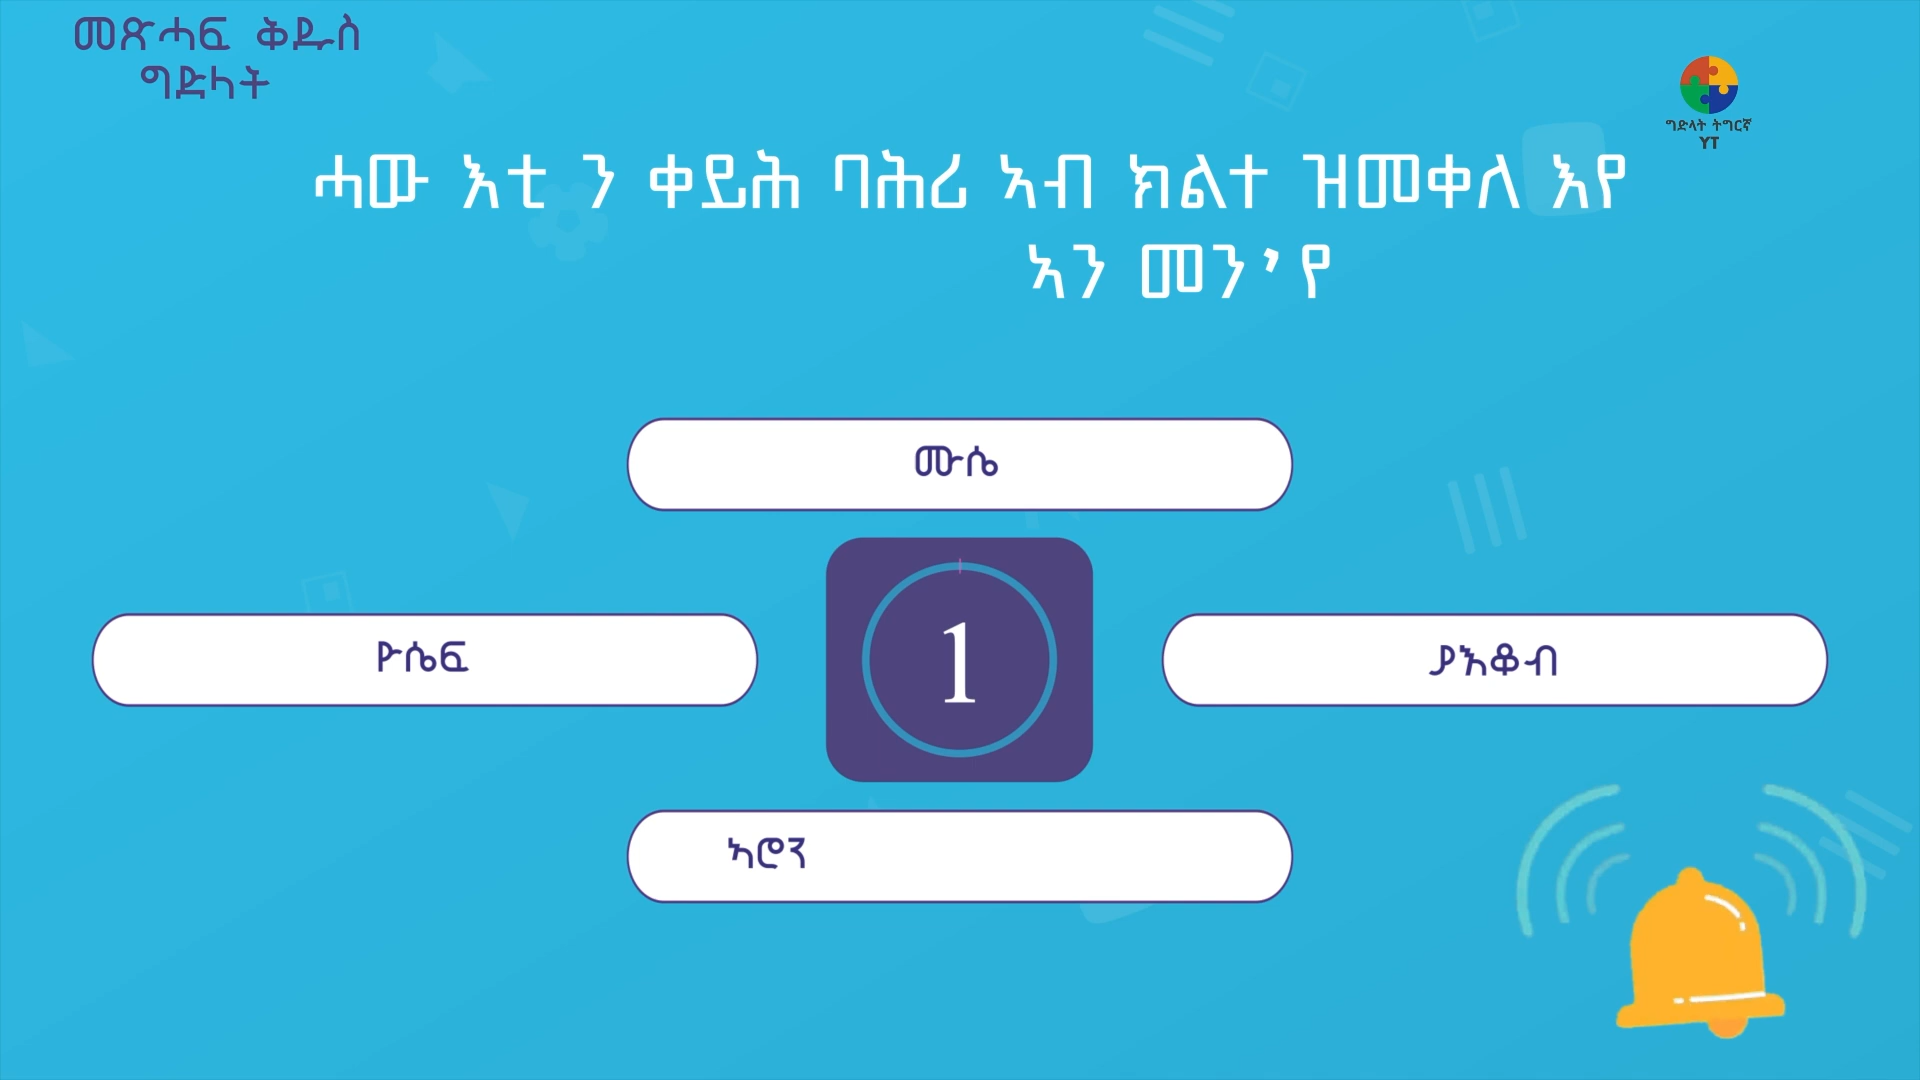 መጽሓፍ ቅዱስ
ግድላት
ግድላት ትግርኛ
YT
ሓው እቲ ን ቀይሕ ባሕሪ ኣብ ክልተ ዝመቀለ እየ
ኣን መን’የ
ሙሴ
ዮሴፍ
1
ያእቆብ
ኣሮን